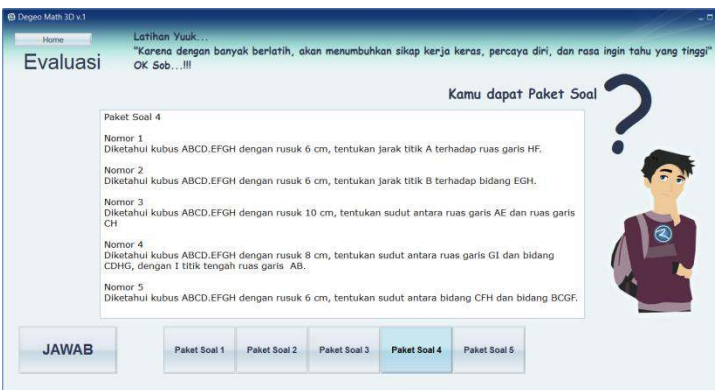 Degeo Math 3D v.1
Home
Evaluasi
Latihan Yuuk...
"Karena dengan banyak berlatih, akan menumbuhkan sikap kerja keras, percaya diri, dan rasa ingin tahu yang tinggi"
OK Sob...!!!
Kamu dapat Paket Soal
Paket Soal 4
Nomor 1
Diketahui kubus ABCD.EFGH dengan rusuk 6 cm, tentukan jarak titik A terhadap ruas garis HF.
Nomor 2
Diketahui kubus ABCD.EFGH dengan rusuk 6 cm, tentukan jarak titik B terhadap bidang EGH.
Nomor 3
Diketahui kubus ABCD.EFGH dengan rusuk 10 cm, tentukan sudut antara ruas garis AE dan ruas garis
CH
Nomor 4
Diketahui kubus ABCD.EFGH dengan rusuk 8 cm, tentukan sudut antara ruas garis GI dan bidang
CDHG, dengan I titik tengah ruas garis  AB.
Nomor 5
Diketahui kubus ABCD.EFGH dengan rusuk 6 cm, tentukan sudut antara bidang CFH dan bidang BCGF.
JAWAB
Paket Soal 1
Paket Soal 2
Paket Soal 3
Paket Soal 4
Paket Soal 5